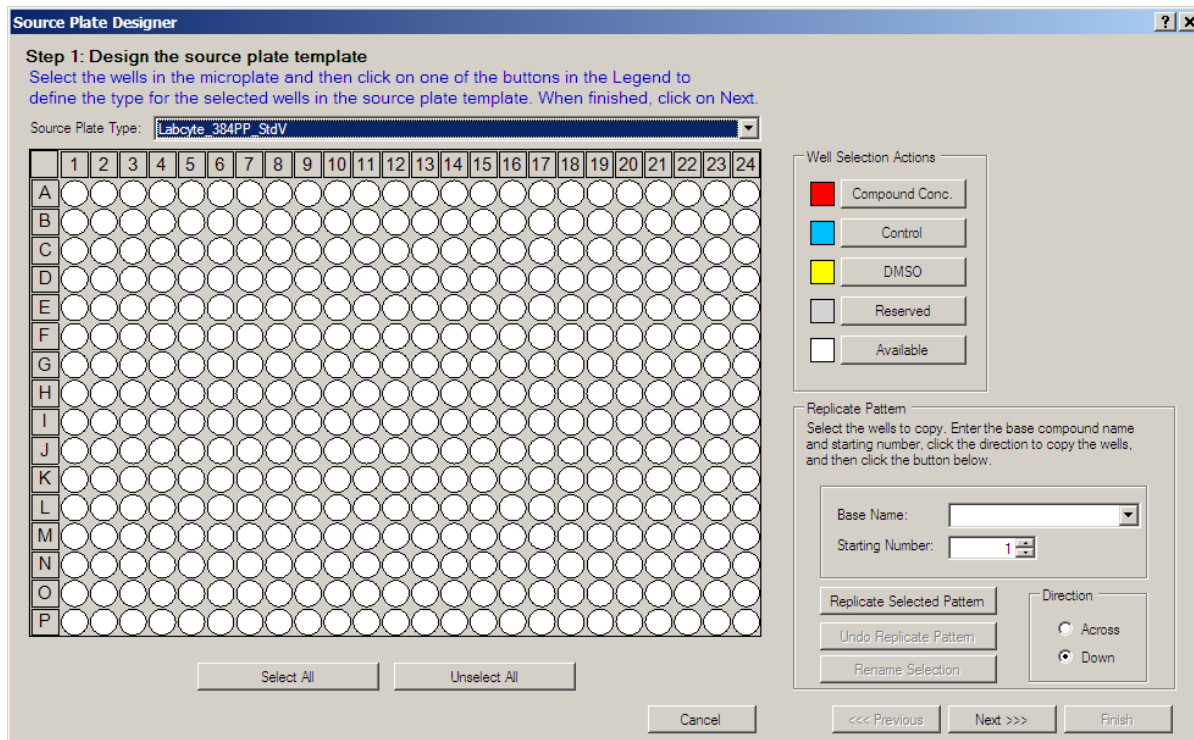 Source Plate Designer
Step 1: Design the source plate template
Select the wells in the microplate and then click on one of the buttons in the Legend to
define the type for the selected wells in the source plate template. When finished, click on Next.
Source Plate Type: Labcyte_384PP_StdV
1 2 3 4 5 6 7 8 9 10 11 12 13 14 15 16 17 18 19 20 21 22 23 24
A
B
C
D
E
F
G
H
I
J
K
L
M
N
O
P
Select All Unselect All
Well Selection Actions
Compound Conc.
Control
DMSO
Reserved
Available
Replicate Pattern
Select the wells to copy. Enter the base compound name
and starting number, click the direction to copy the wells,
and then click the button below.
Base Name:
Starting Number: 1
Replicate Selected Pattern
Undo Replicate Pattern
Rename Selection
Direction
Across
Down
Cancel <<< Previous Next >>> Finish